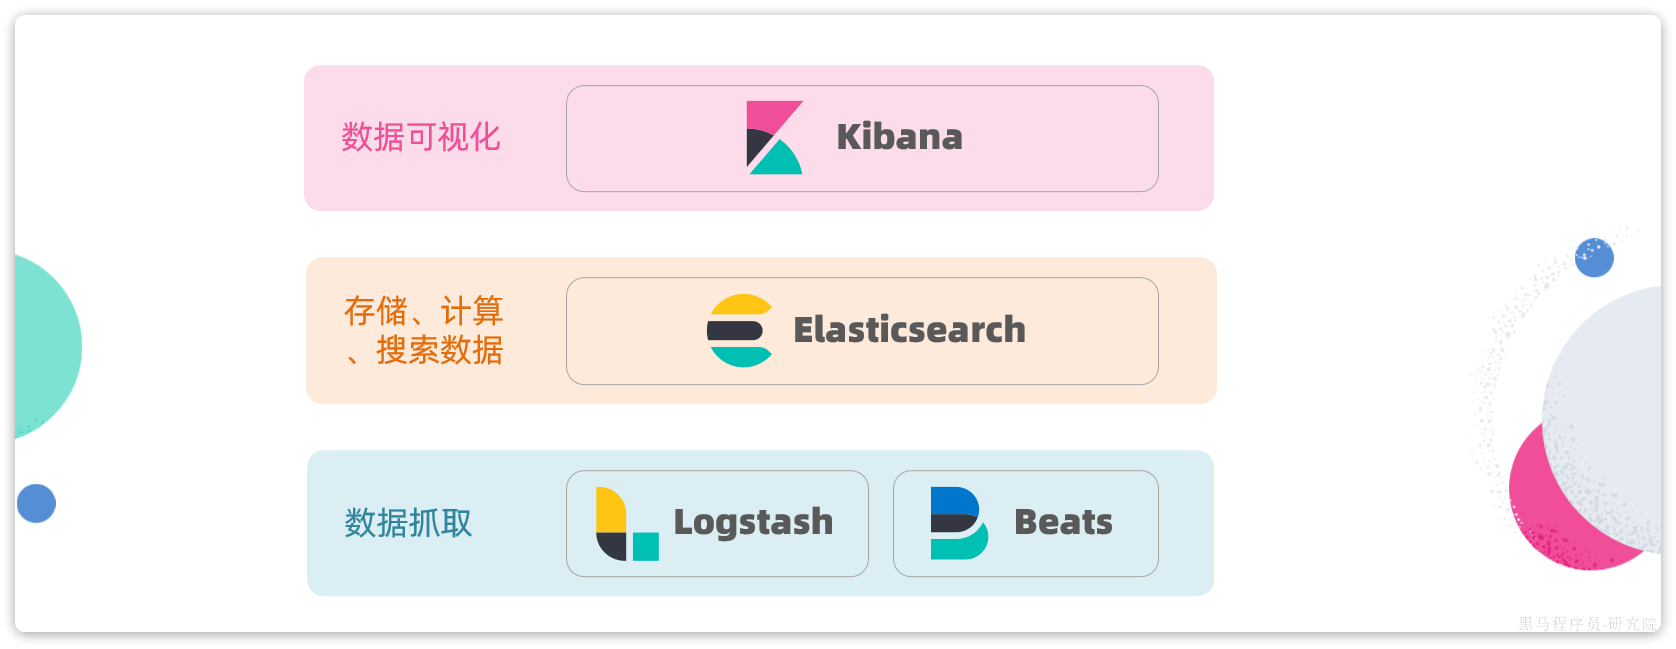 数据可视化
Kibana
存储、计算
、搜索数据
Elasticsearch
数据抓取
Logstash
Beats
黑马程序员-研究院